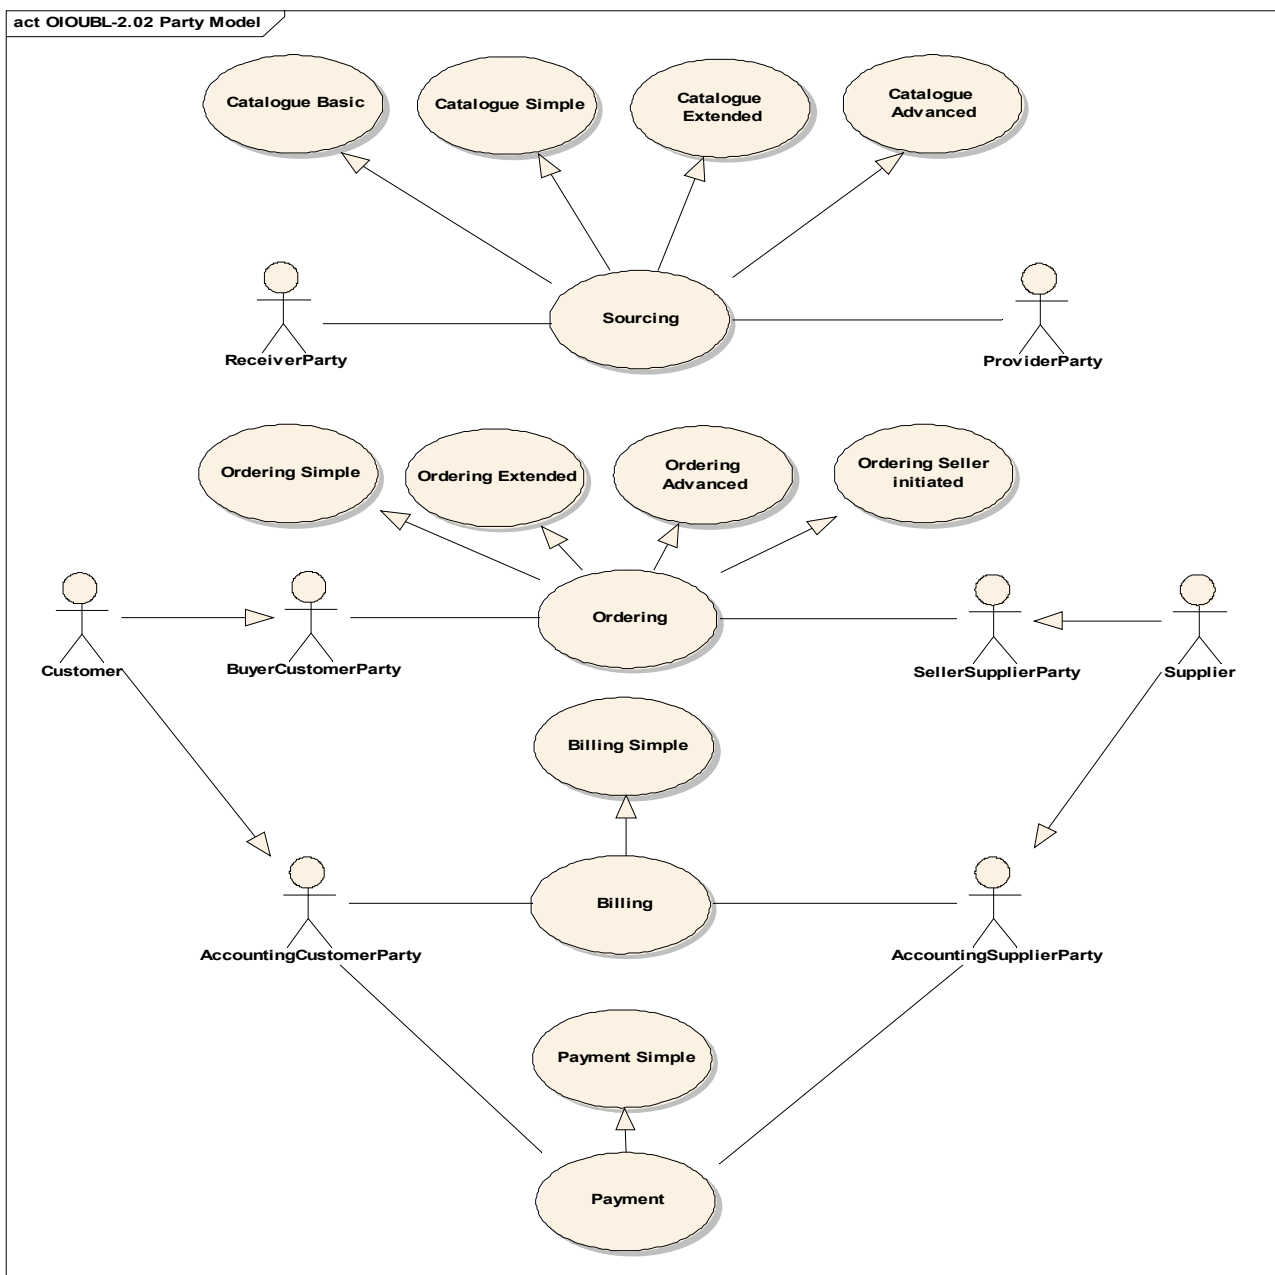 act OIOUBL-2.02 Party Model
Catalogue Basic
Catalogue Simple
Catalogue
Extended
Catalogue
Advanced
Sourcing
ReceiverParty
ProviderParty
Ordering Simple
Ordering Extended
Ordering
Advanced
Ordering Seller
initiated
Ordering
Customer
BuyerCustomerParty
SellerSupplierParty
Supplier
Billing Simple
Billing
AccountingCustomerParty
AccountingSupplierParty
Payment Simple
Payment